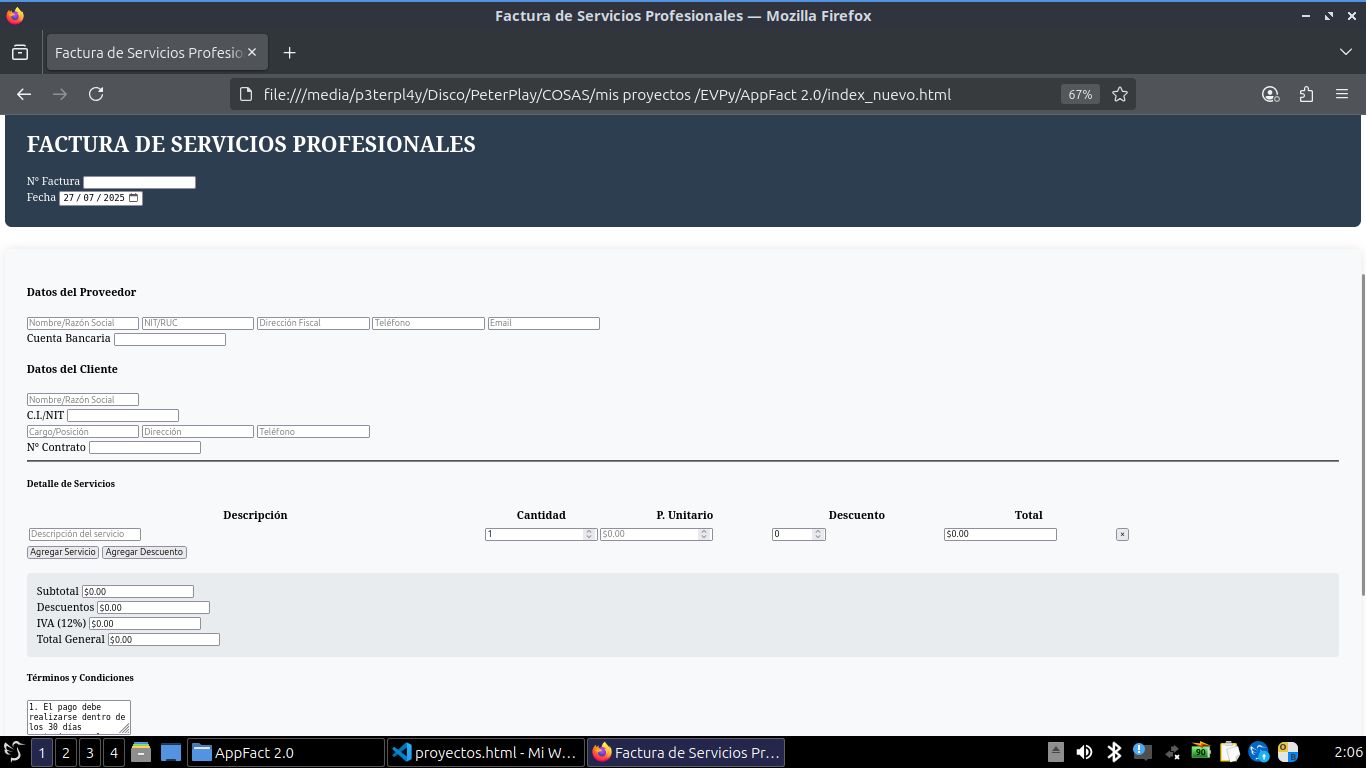 Factura de Servicios Profesionales — Mozilla Firefox
Factura de Servicios Profesio
file:///media/p3terpl4y/Disco/PeterPlay/COSAS/mis proyectos /EVPy/AppFact 2.0/index_nuevo.html 67%
FACTURA DE SERVICIOS PROFESIONALES
Nº Factura
Fecha 27 / 07 / 2025
Datos del Proveedor
Nombre/Razón Social NIT/RUC Dirección Fiscal Teléfono Email
Cuenta Bancaria
Datos del Cliente
Nombre/Razón Social
C.I./NIT
Cargo/Posición Dirección Teléfono
Nº Contrato
Detalle de Servicios
Descripción Cantidad P. Unitario Descuento Total
Descripción del servicio 1 $0.00 0 $0.00 ×
Agregar Servicio Agregar Descuento
Subtotal $0.00
Descuentos $0.00
IVA (12%) $0.00
Total General $0.00
Términos y Condiciones
1. El pago debe
realizarse dentro de
los 30 días
1 2 3 4 AppFact 2.0 proyectos.html - Mi W... Factura de Servicios Pr... 90 2:06